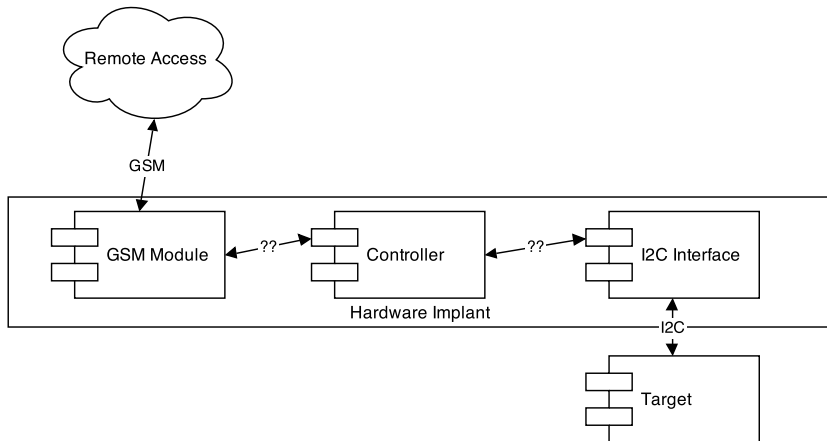 Remote Access
GSM
GSM Module
??
Controller
??
I2C Interface
Hardware Implant
I2C
Target